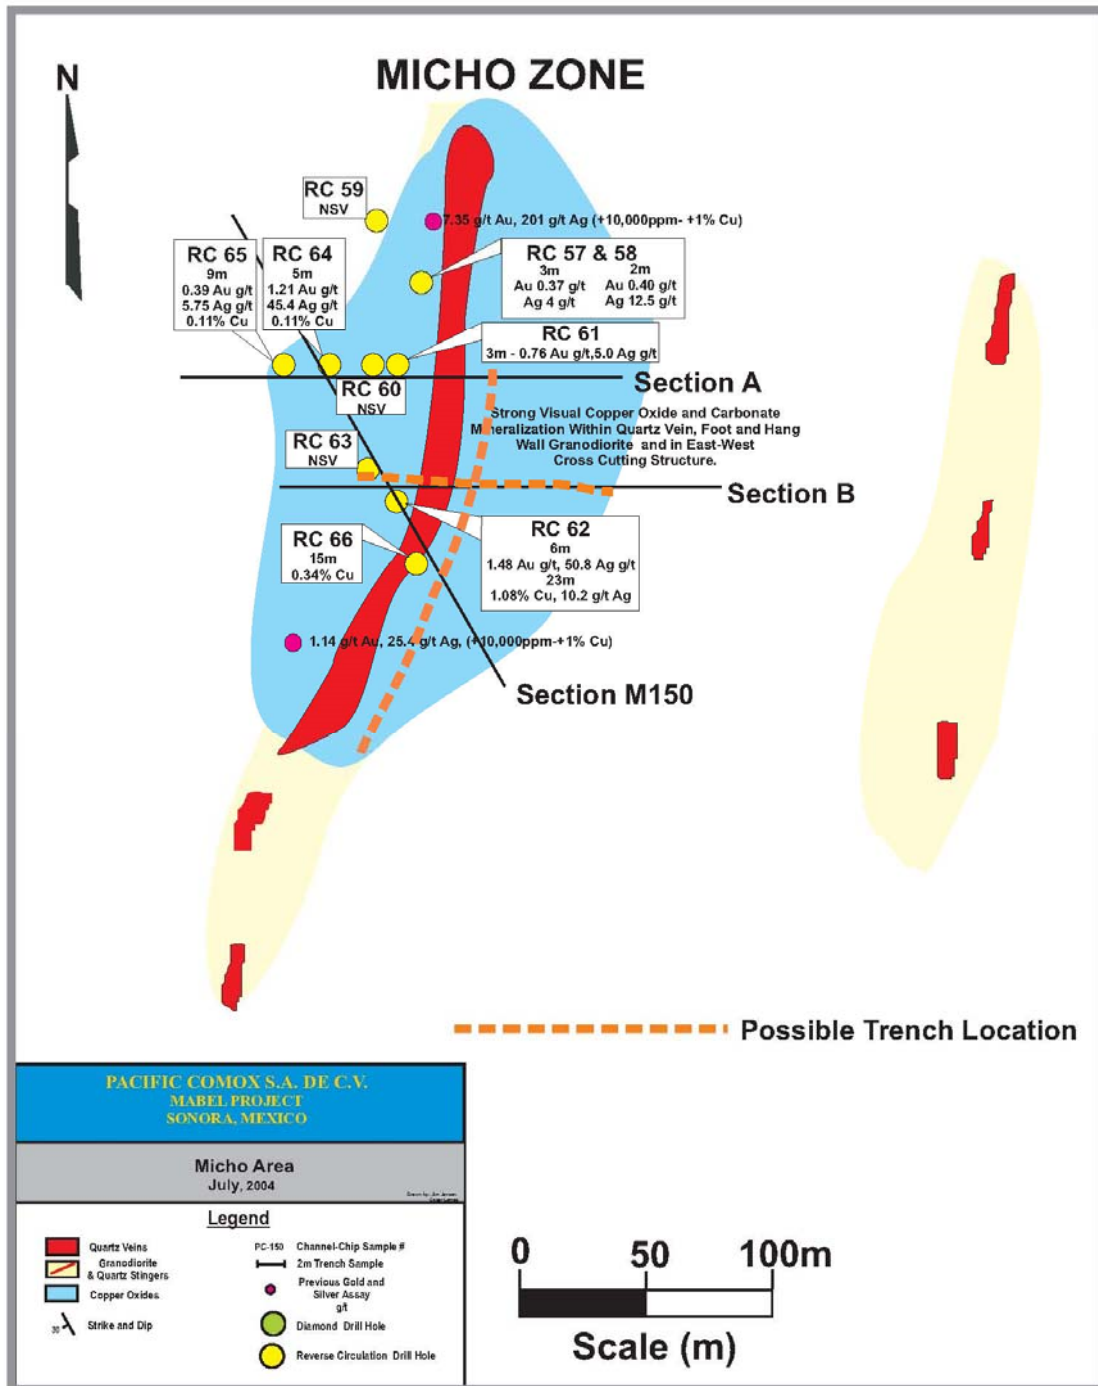 MICHO ZONE
N
RC 59
NSV
7.35 g/t Au, 201 g/t Ag (+10,000ppm- +1% Cu)
RC 65
9m
0.39 Au g/t
5.75 Ag g/t
0.11% Cu
RC 64
5m
1.21 Au g/t
45.4 Ag g/t
0.11% Cu
RC 57 & 58
3m 2m
Au 0.37 g/t Au 0.40 g/t
Ag 4 g/t Ag 12.5 g/t
RC 61
3m - 0.76 Au g/t,5.0 Ag g/t
Section A
RC 60
NSV
Strong Visual Copper Oxide and Carbonate
Mineralization Within Quartz Vein, Foot and Hang
Wall Granodiorite and in East-West
Cross Cutting Structure.
RC 63
NSV
Section B
RC 66
15m
0.34% Cu
RC 62
6m
1.48 Au g/t, 50.8 Ag g/t
23m
1.08% Cu, 10.2 g/t Ag
1.14 g/t Au, 25.4 g/t Ag, (+10,000ppm-+1% Cu)
Section M150
Possible Trench Location
PACIFIC COMOX S.A. DE C.V.
MABEL PROJECT
SONORA, MEXICO
Micho Area
July, 2004
Legend
Quartz Veins
Granodiorite
& Quartz Stingers
Copper Oxides
30 Strike and Dip
PC-150 Channel-Chip Sample #
2m Trench Sample
Previous Gold and
Silver Assay
g/t
Diamond Drill Hole
Reverse Circulation Drill Hole
0 50 100m
Scale (m)